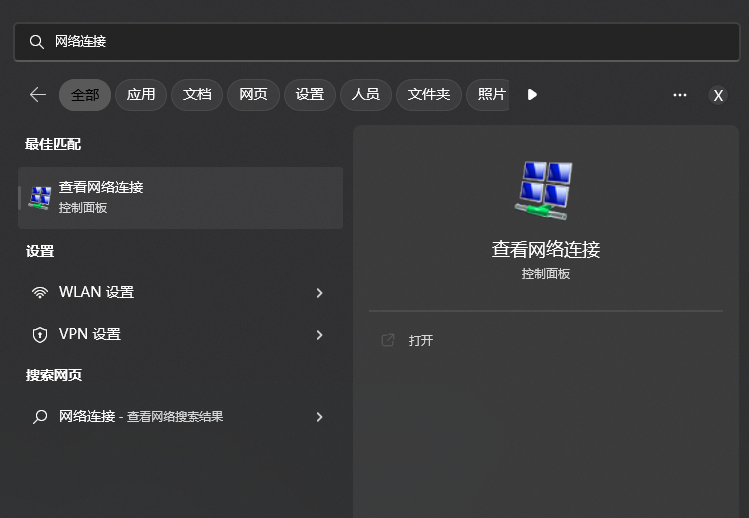 网络连接
全部 应用 文档 网页 设置 人员 文件夹 照片 X
最佳匹配
查看网络连接
控制面板
设置
WLAN 设置
VPN 设置
搜索网页
网络连接 - 查看网络搜索结果
查看网络连接
控制面板
打开